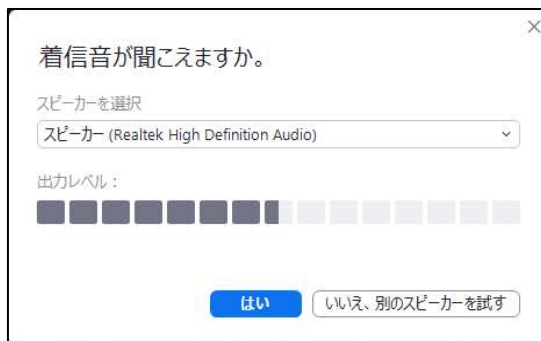 着信音が聞こえますか。
スピーカーを選択
スピーカー (Realtek High Definition Audio)
出力レベル：
はい
いいえ、別のスピーカーを試す